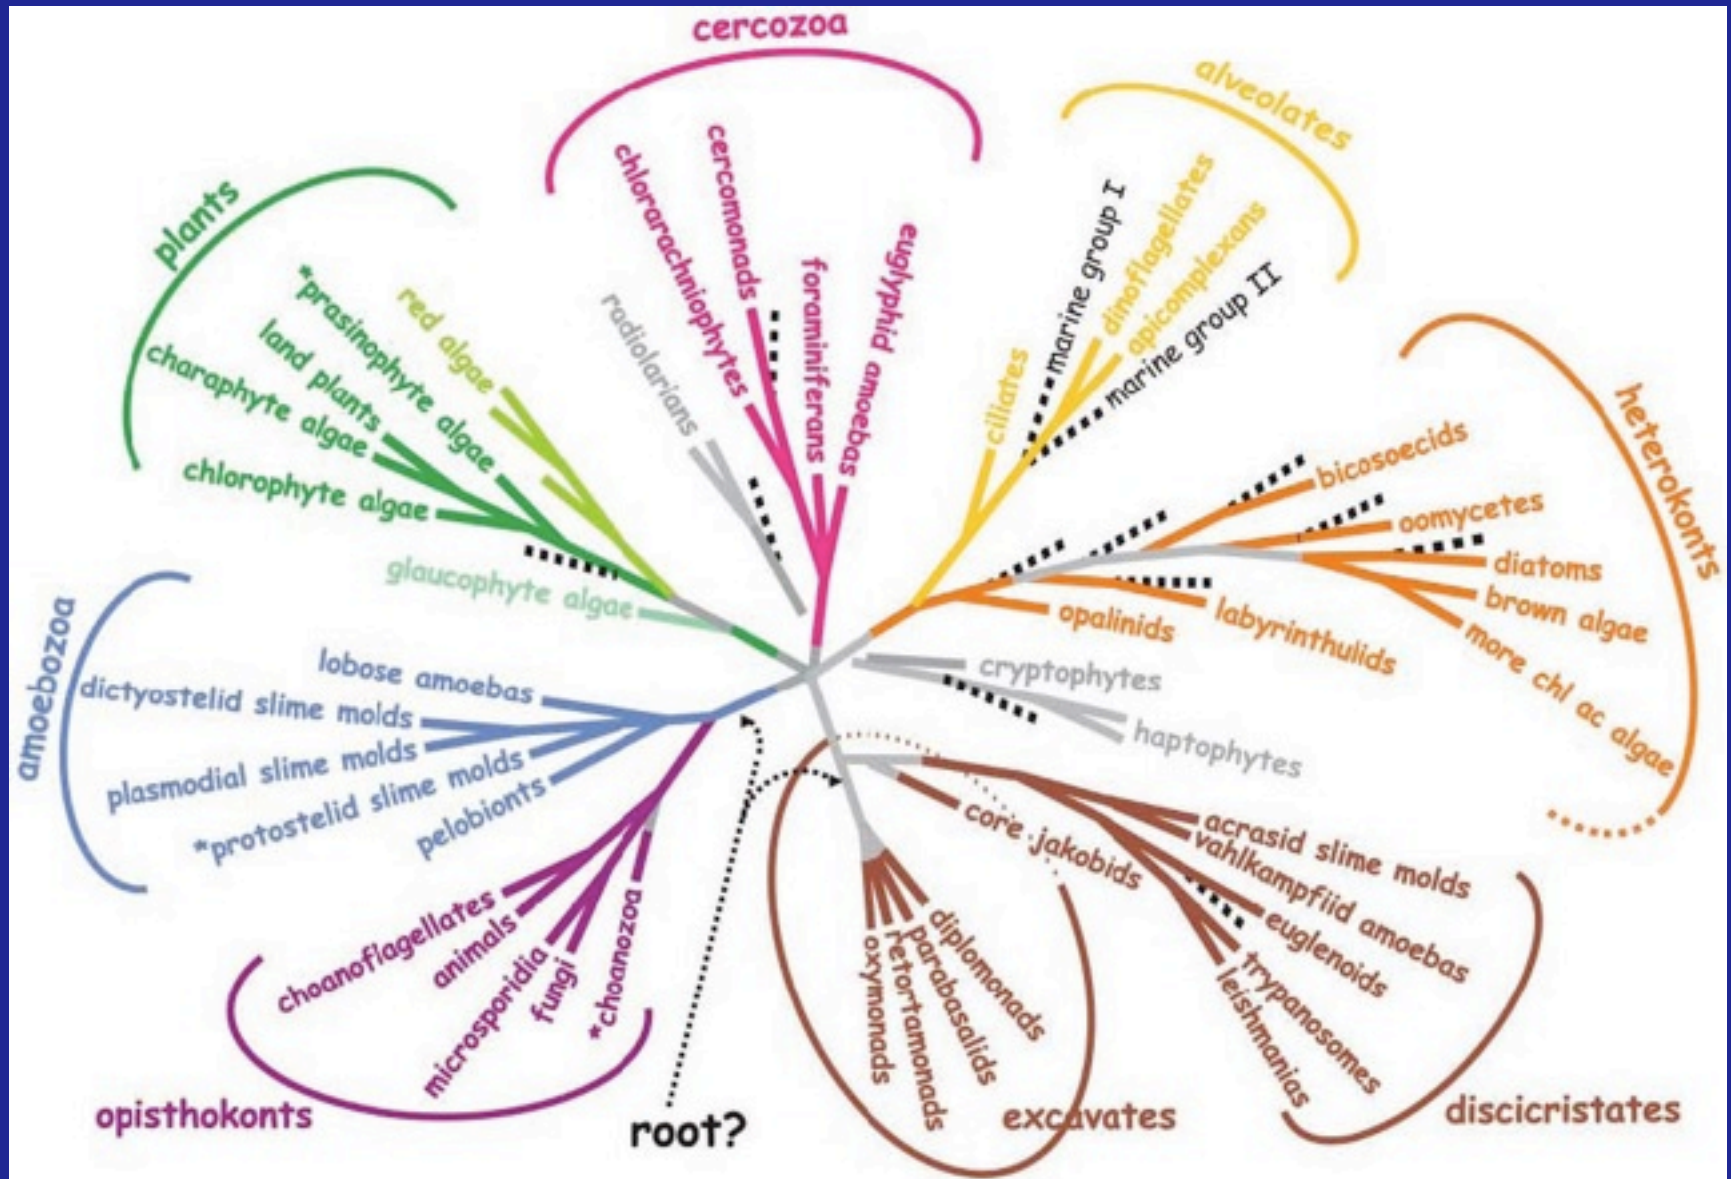 cercozoa
alveolates
plants
heterokonts
amoebozoa
opisthokonts
root?
excavates
discicristates
cercomonads
chlorarachniophytes
foraminiferans
euglyphid amoebas
radiolarians
ciliates
marine group I
dinoflagellates
apicomplexans
marine group II
red algae
*prasinophyte algae
land plants
charaphyte algae
chlorophyte algae
glaucophyte algae
bicosoecids
oomycetes
diatoms
brown algae
more chl ac algae
labyrinthulids
opalinids
cryptophytes
haptophytes
lobose amoebas
dictyostelid slime molds
plasmodial slime molds
*protostelid slime molds
pelobionts
choanoflagellates
animals
microsporidia
fungi
*choanozoa
core jakobids
acrasid slime molds
vahlkampfiid amoebas
euglenoids
trypanosomes
leishmanias
diplomonads
parabasalids
retortamonads
oxymonads